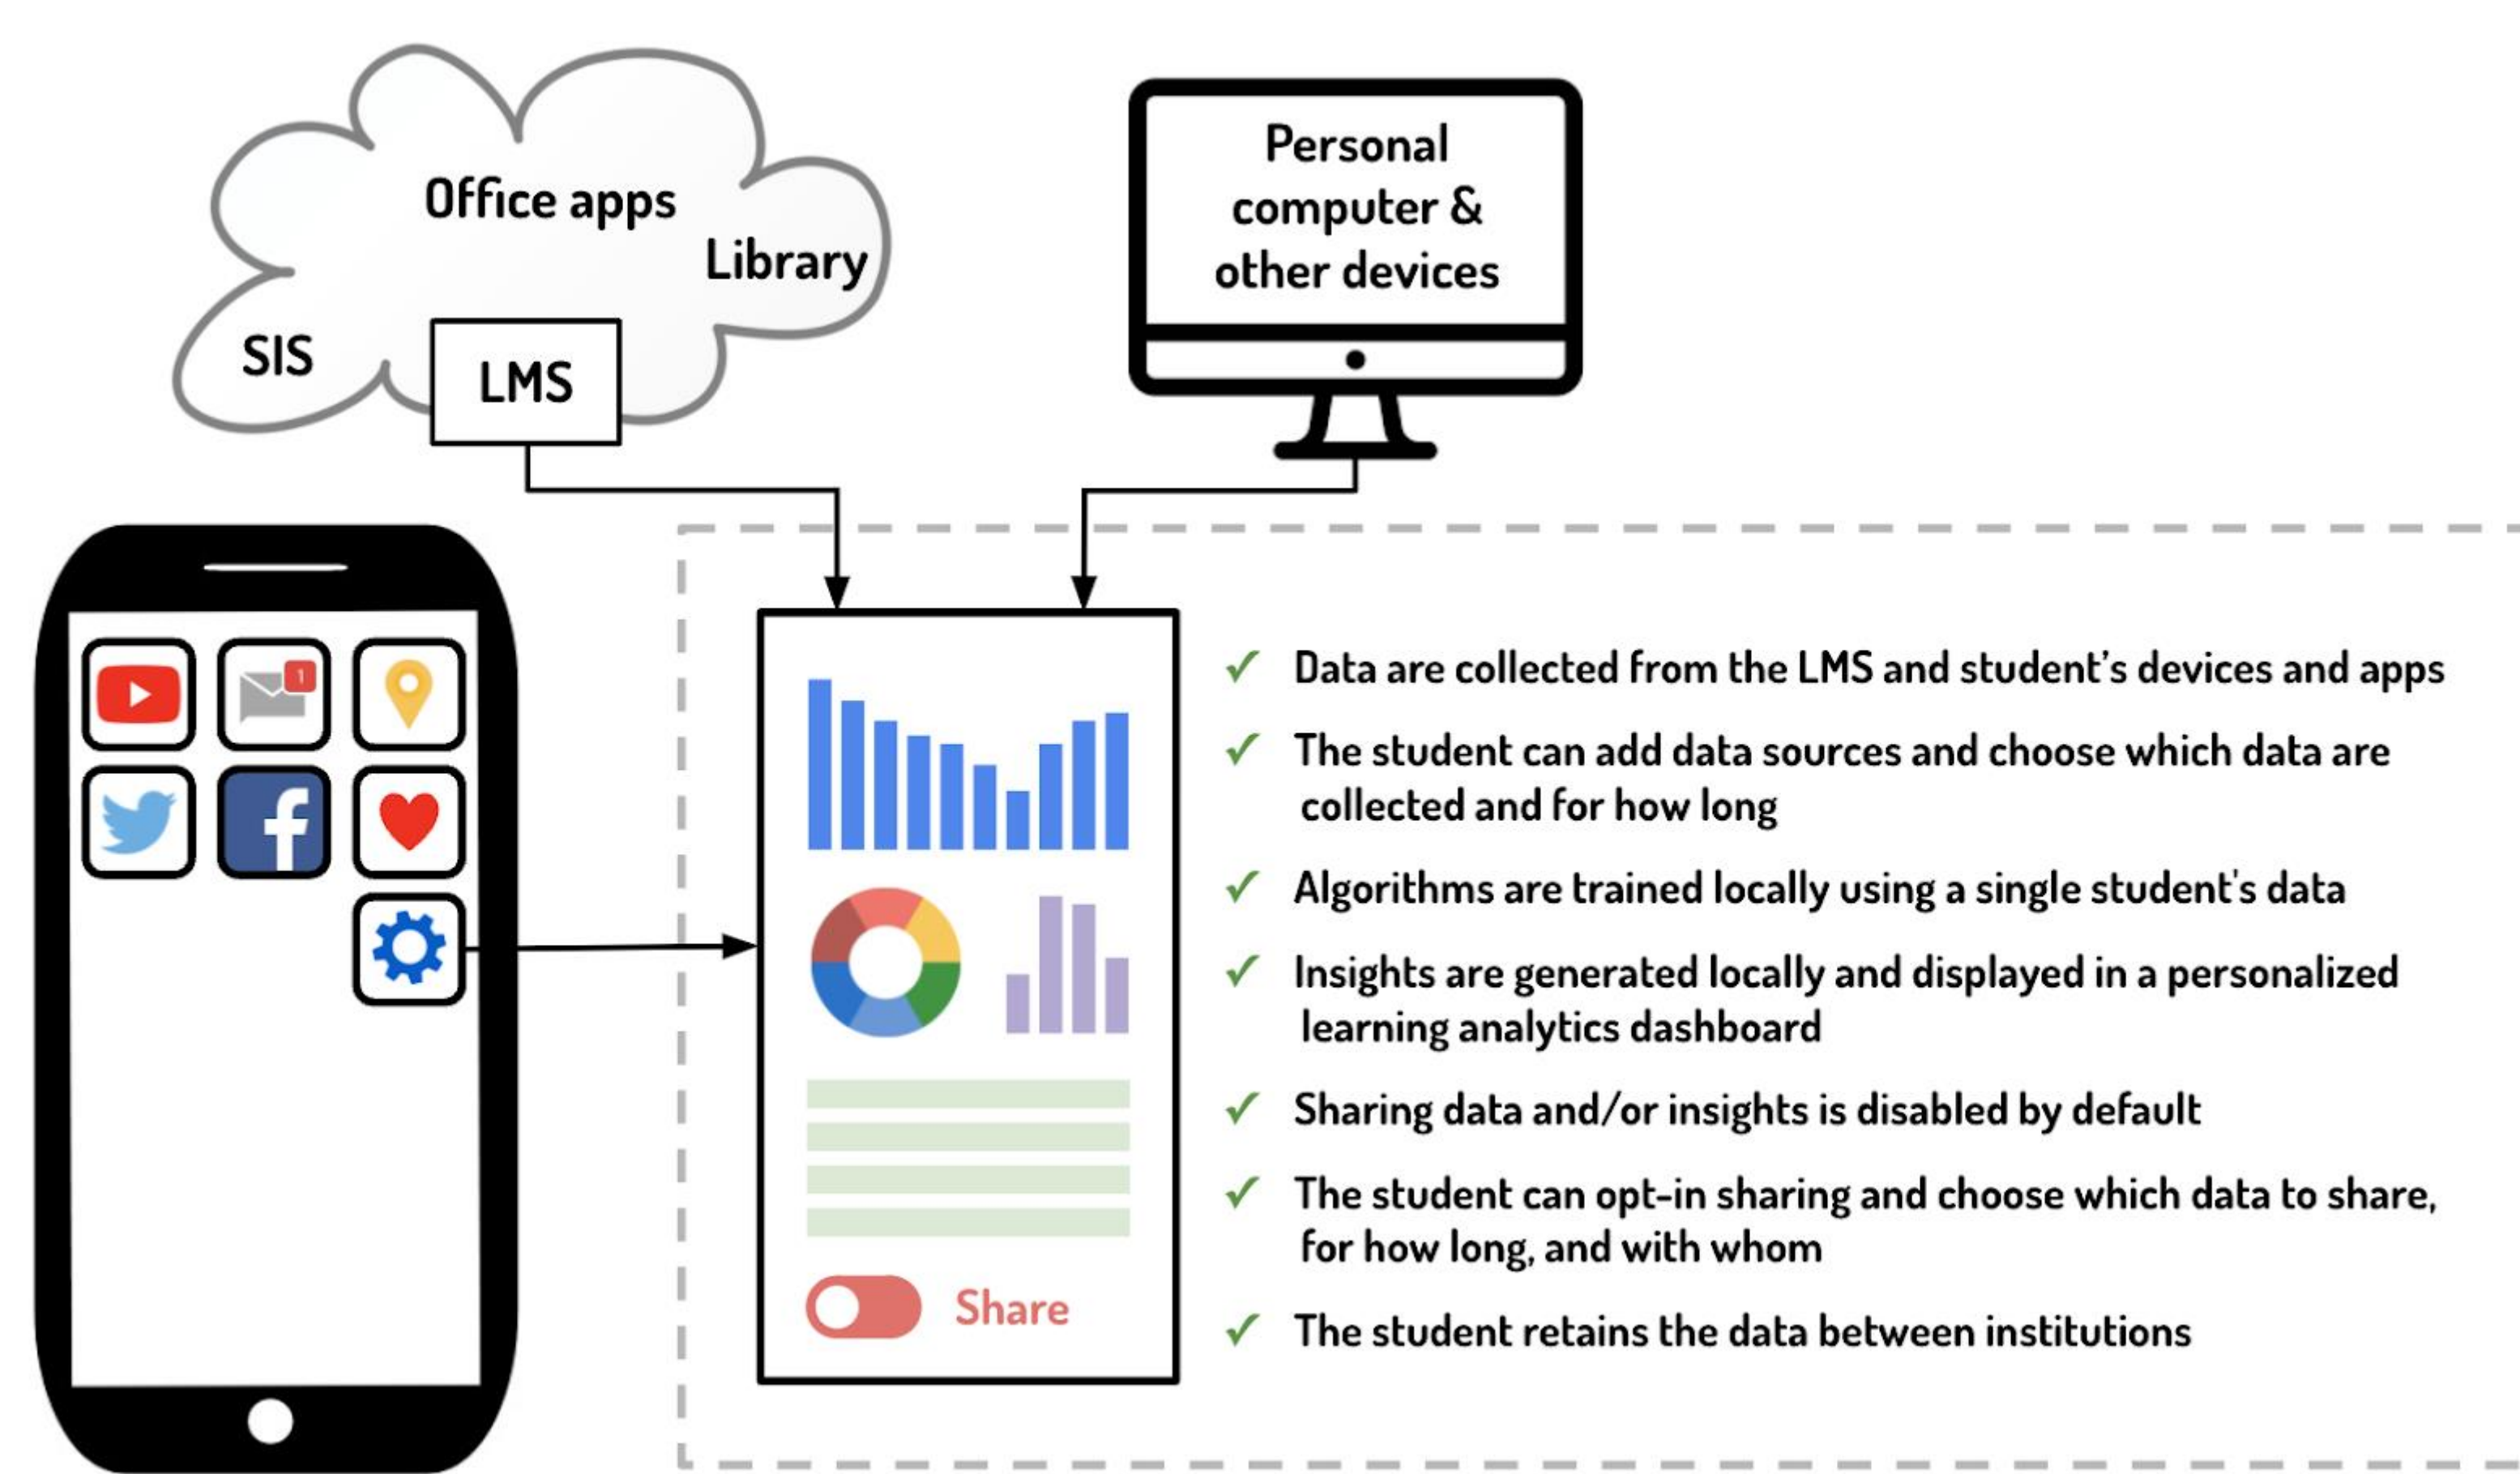 Office apps
Library
SIS
LMS
Personal
computer &
other devices
1
f
Share
✓ Data are collected from the LMS and student's devices and apps
✓ The student can add data sources and choose which data are
collected and for how long
✓ Algorithms are trained locally using a single student's data
✓ Insights are generated locally and displayed in a personalized
learning analytics dashboard
✓ Sharing data and/or insights is disabled by default
✓ The student can opt-in sharing and choose which data to share,
for how long, and with whom
✓ The student retains the data between institutions